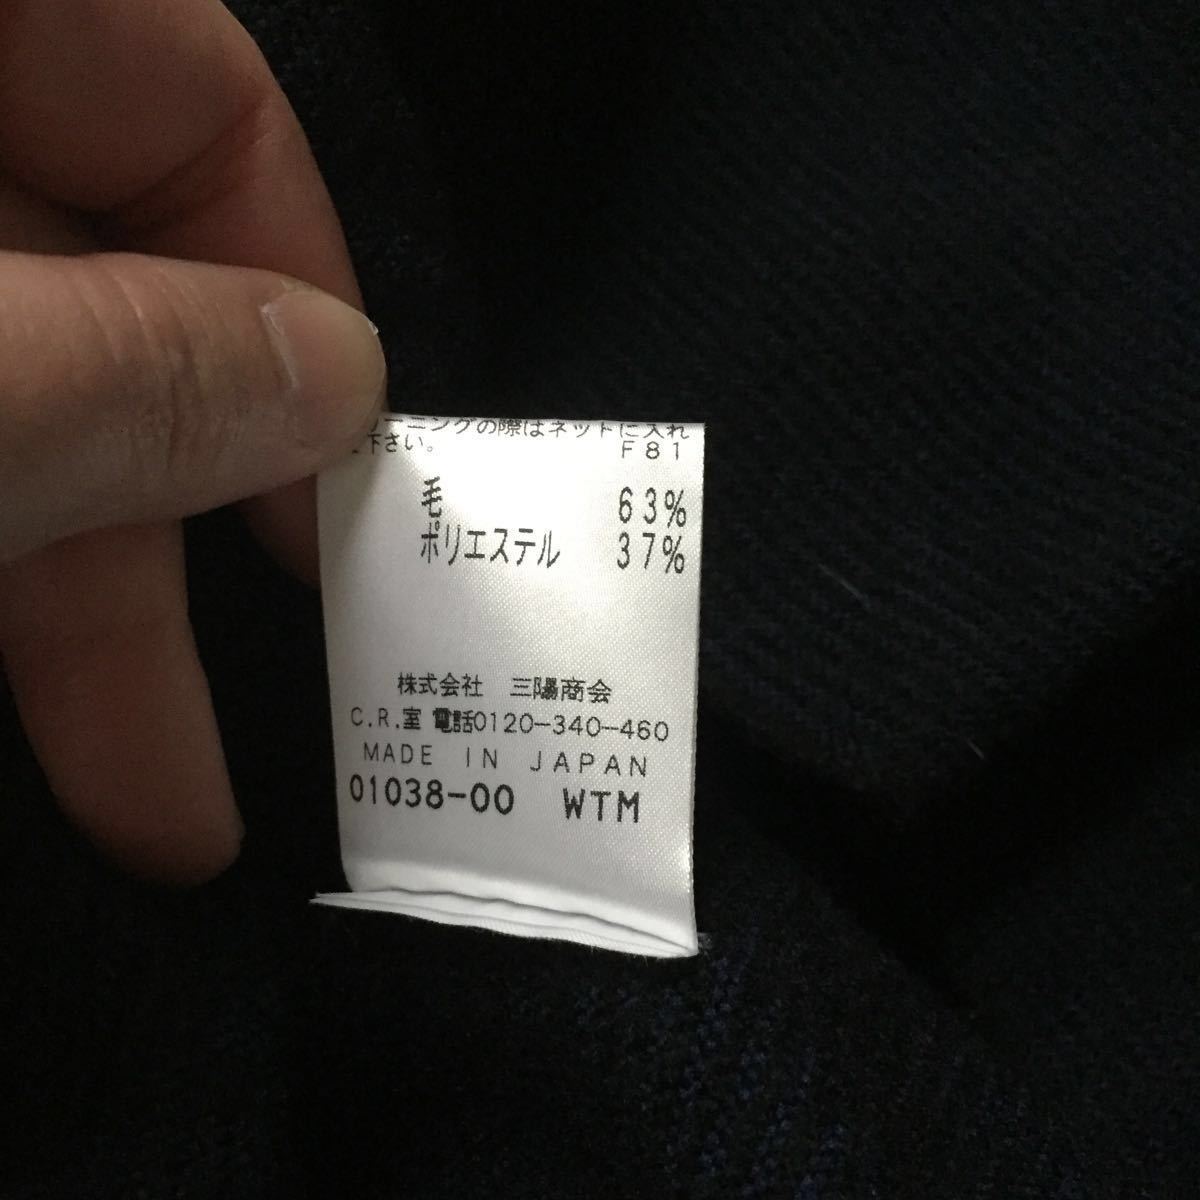 リーニングの際はネットに入れ
下さい。 F81
毛 63%
ポリエステル 37%
株式会社 三陽商会
C.R.室 電話0120-340-460
MADE IN JAPAN
01038-00 WTM